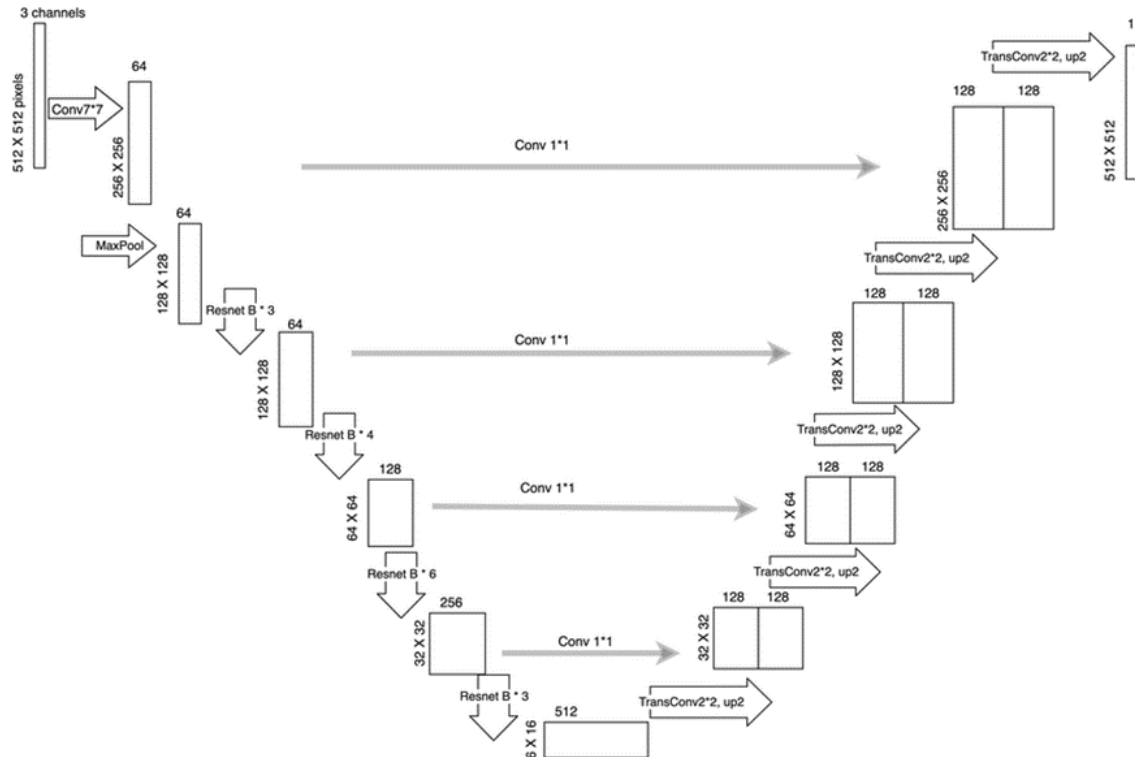 3 channels
512 X 512 pixels
Conv7*7
64
256 X 256
MaxPool
64
128 X 128
Resnet B * 3
64
128 X 128
Resnet B * 4
128
64 X 64
Resnet B * 6
256
32 X 32
Resnet B * 3
512
6 X 16
Conv 1*1
Conv 1*1
Conv 1*1
Conv 1*1
TransConv2*2, up2
128 128
32 X 32
TransConv2*2, up2
128 128
64 X 64
TransConv2*2, up2
128 128
128 X 128
TransConv2*2, up2
128 128
256 X 256
TransConv2*2, up2
1
512 X 512